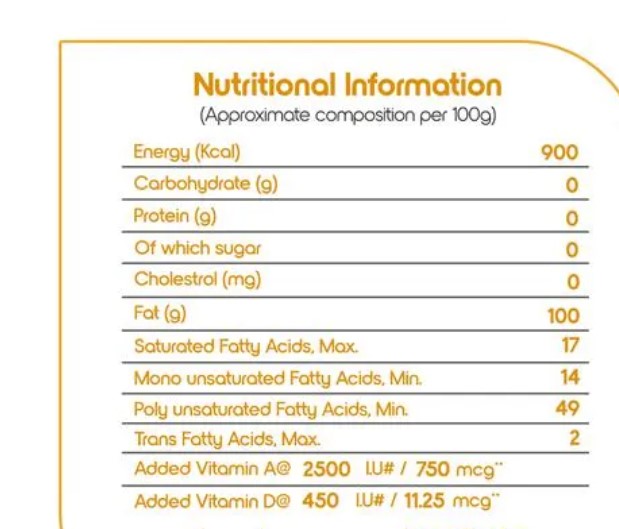 Nutritional Information
(Approximate composition per 100g)
Energy (Kcal) 900
Carbohydrate (g) 0
Protein (g) 0
Of which sugar 0
Cholestrol (mg) 0
Fat (g) 100
Saturated Fatty Acids, Max. 17
Mono unsaturated Fatty Acids, Min. 14
Poly unsaturated Fatty Acids, Min. 49
Trans Fatty Acids, Max. 2
Added Vitamin A@ 2500 I.U# / 750 mcg**
Added Vitamin D@ 450 I.U# / 11.25 mcg**